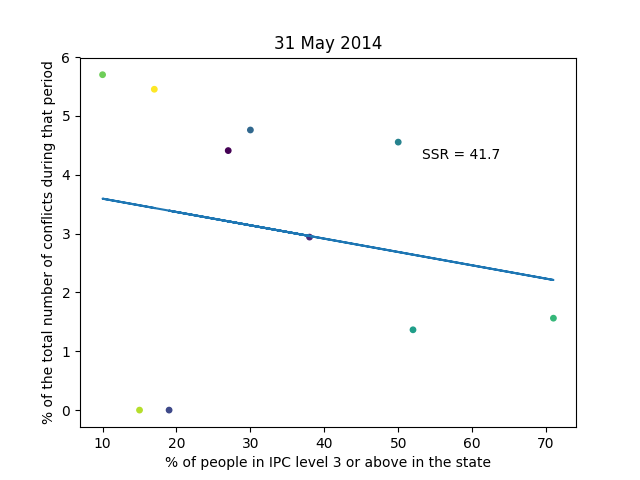 31 May 2014
% of the total number of conflicts during that period
6
5
4
3
2
1
0
SSR = 41.7
10 20 30 40 50 60 70
% of people in IPC level 3 or above in the state